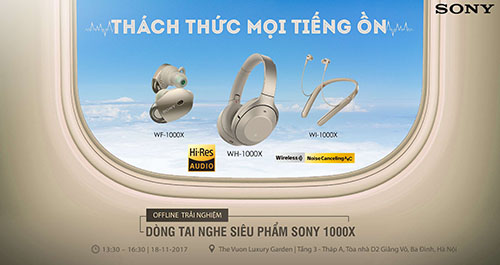 SONY
THÁCH THỨC MỌI TIẾNG ỒN
WF-1000X
WH-1000X
WI-1000X
Hi-Res
AUDIO
Wireless
Noise Canceling
OFFLINE TRẢI NGHIỆM
DÒNG TAI NGHE SIÊU PHẨM SONY 1000X
13:30 – 16:30 | 18-11-2017
The Vuon Luxury Garden | Tầng 3 - Tháp A, Tòa nhà D2 Giảng Võ, Ba Đình, Hà Nội